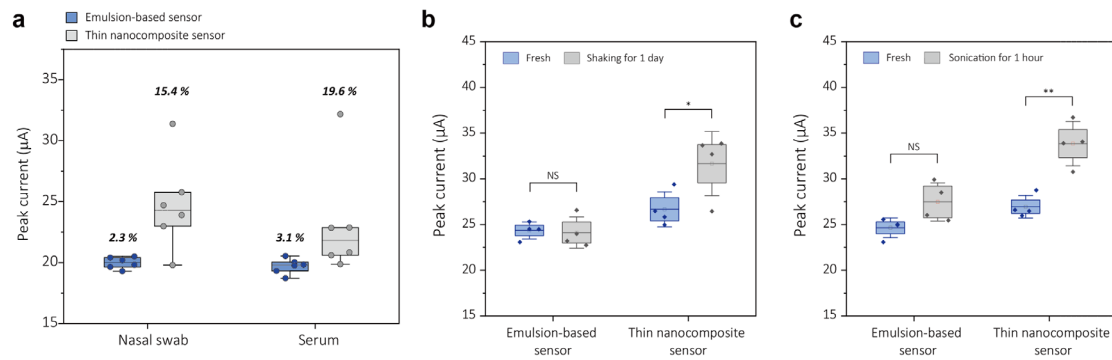 a
Emulsion-based sensor
Thin nanocomposite sensor
Peak current (µA)
35
30
25
20
15
15.4 %
19.6 %
2.3 %
3.1 %
Nasal swab
Serum
b
Fresh
Shaking for 1 day
Peak current (µA)
45
40
35
30
25
20
15
NS
*
Emulsion-based
sensor
Thin nanocomposite
sensor
c
Fresh
Sonication for 1 hour
Peak current (µA)
45
40
35
30
25
20
15
NS
**
Emulsion-based
sensor
Thin nanocomposite
sensor